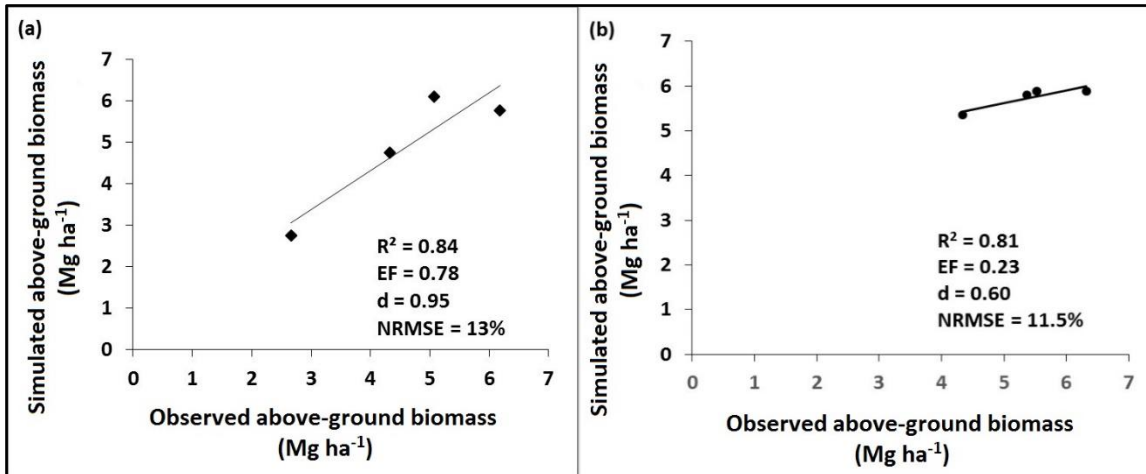 (a)
Simulated above-ground biomass
(Mg ha⁻¹)
7
6
5
4
3
2
1
0
R² = 0.84
EF = 0.78
d = 0.95
NRMSE = 13%
0 1 2 3 4 5 6 7
Observed above-ground biomass
(Mg ha⁻¹)
(b)
Simulated above-ground biomass
(Mg ha⁻¹)
7
6
5
4
3
2
1
0
R² = 0.81
EF = 0.23
d = 0.60
NRMSE = 11.5%
0 1 2 3 4 5 6 7
Observed above-ground biomass
(Mg ha⁻¹)